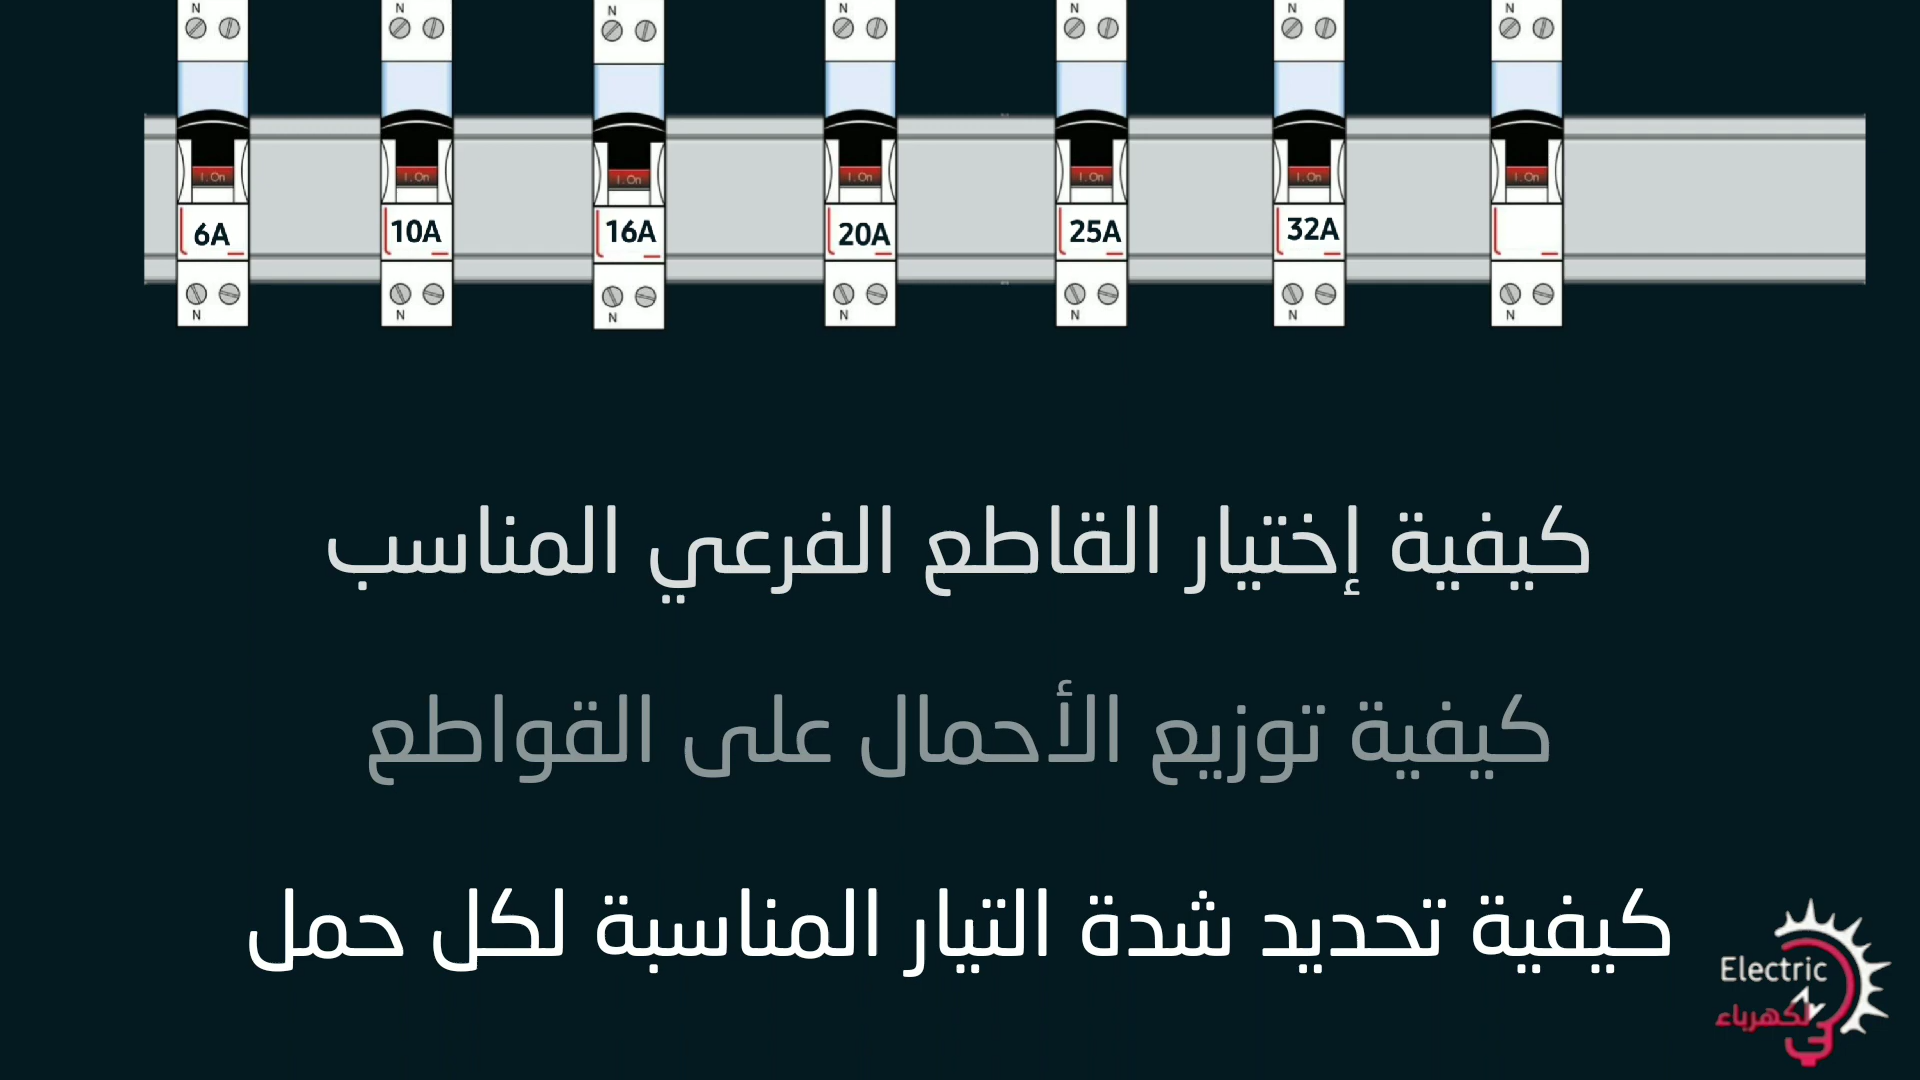 N N N N N N N
I.On I.On I.On I.On I.On I.On I.On
6A 10A 16A 20A 25A 32A
N N N N N N N
كيفية إختيار القاطع الفرعي المناسب
كيفية توزيع الأحمال على القواطع
كيفية تحديد شدة التيار المناسبة لكل حمل
Electric
الكهرباء